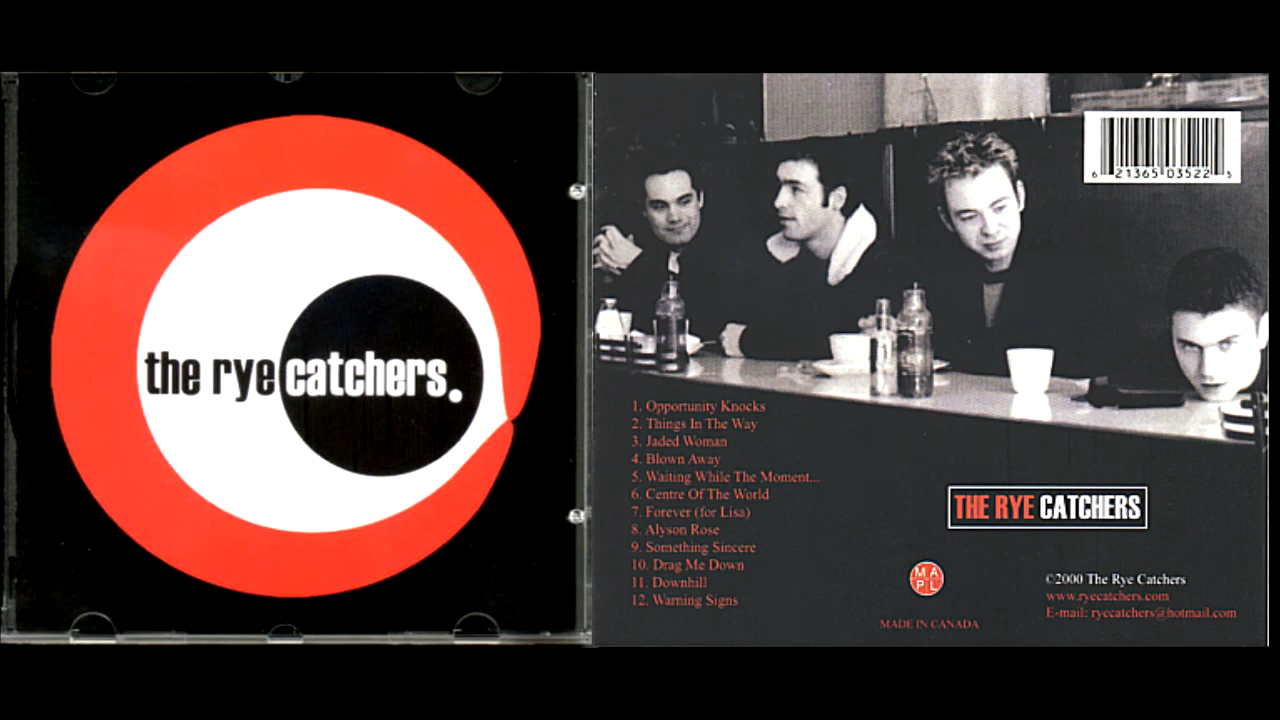 the rye catchers.
6 21365 03522 5
1. Opportunity Knocks
2. Things In The Way
3. Jaded Woman
4. Blown Away
5. Waiting While The Moment...
6. Centre Of The World
7. Forever (for Lisa)
8. Alyson Rose
9. Something Sincere
10. Drag Me Down
11. Downhill
12. Warning Signs
THE RYE CATCHERS
MA
PL
MADE IN CANADA
©2000 The Rye Catchers
www.ryecatchers.com
E-mail: ryecatchers@hotmail.com